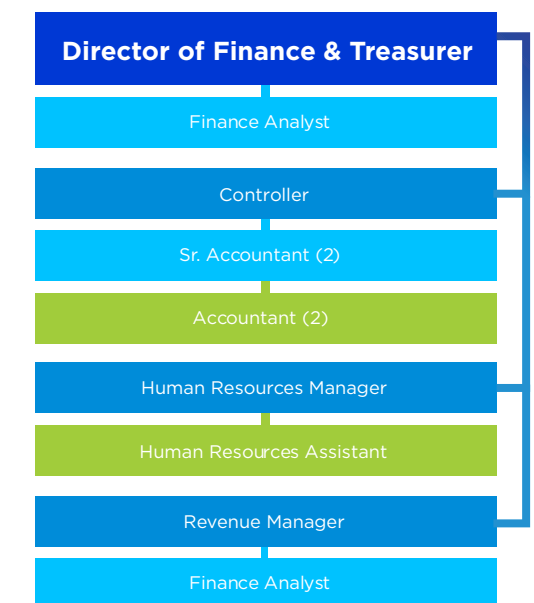 Director of Finance & Treasurer
Finance Analyst
Controller
Sr. Accountant (2)
Accountant (2)
Human Resources Manager
Human Resources Assistant
Revenue Manager
Finance Analyst